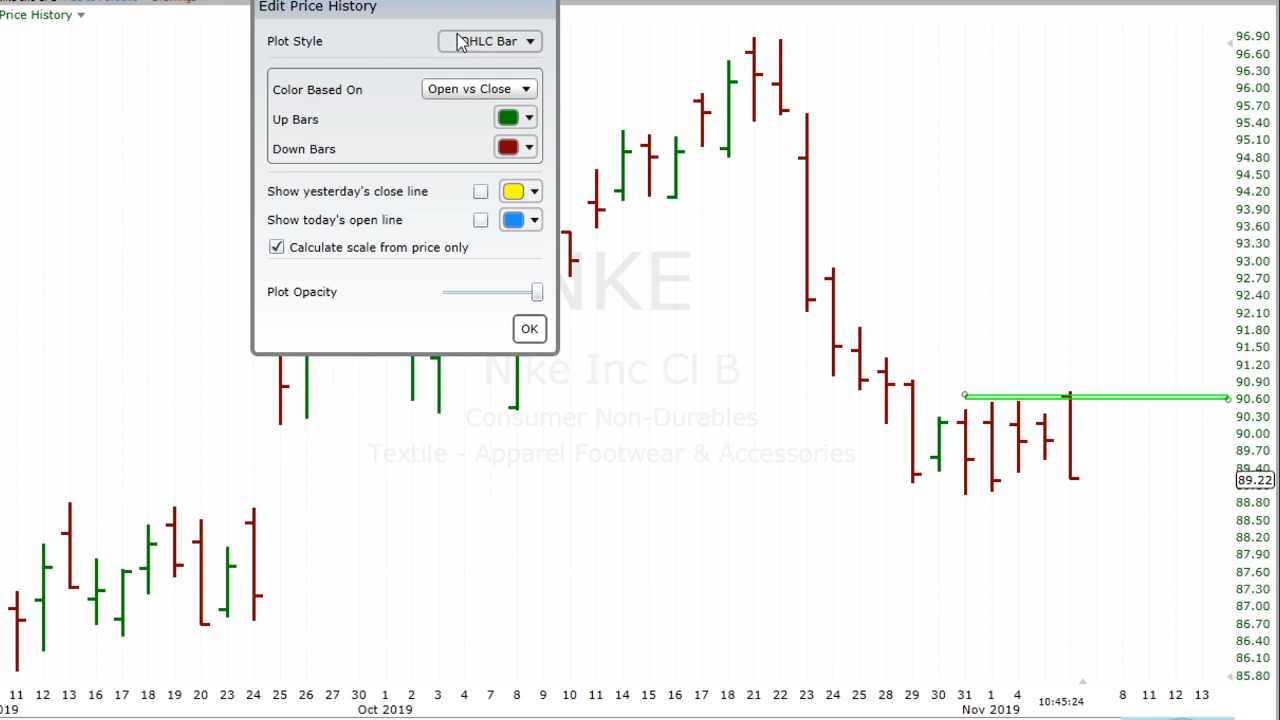 Edit Price History
Price History
Plot Style
OHLC Bar
Color Based On
Open vs Close
Up Bars
Down Bars
Show yesterday's close line
Show today's open line
Calculate scale from price only
Plot Opacity
OK
NKE
Nike Inc Cl B
Consumer Non-Durables
Textile - Apparel Footwear & Accessories
96.90
96.60
96.30
96.00
95.70
95.40
95.10
94.80
94.50
94.20
93.90
93.60
93.30
93.00
92.70
92.40
92.10
91.80
91.50
91.20
90.90
90.60
90.30
90.00
89.70
89.40
89.22
88.80
88.50
88.20
87.90
87.60
87.30
87.00
86.70
86.40
86.10
85.80
11 12 13 16 17 18 19 20 23 24 25 26 27 30 1 2 3 4 7 8 9 10 11 14 15 16 17 18 21 22 23 24 25 28 29 30 31 1 4 10:45:24 8 11 12 13
019 Oct 2019 Nov 2019